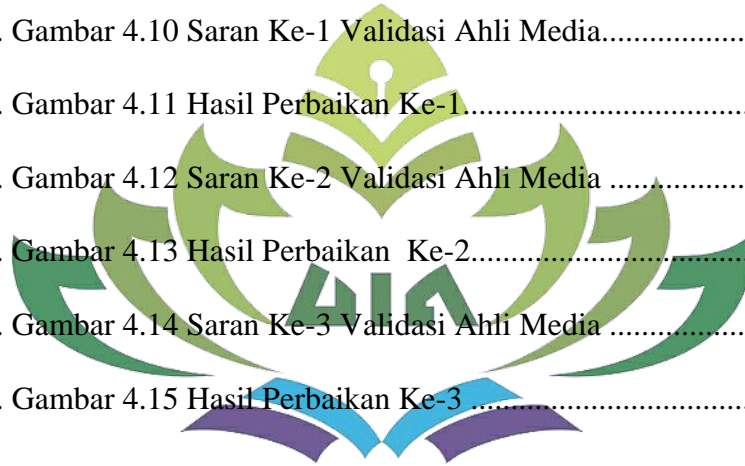 . Gambar 4.10 Saran Ke-1 Validasi Ahli Media..................
. Gambar 4.11 Hasil Perbaikan Ke-1..................................
. Gambar 4.12 Saran Ke-2 Validasi Ahli Media .................
. Gambar 4.13 Hasil Perbaikan  Ke-2.................................
. Gambar 4.14 Saran Ke-3 Validasi Ahli Media .................
. Gambar 4.15 Hasil Perbaikan Ke-3 .................................